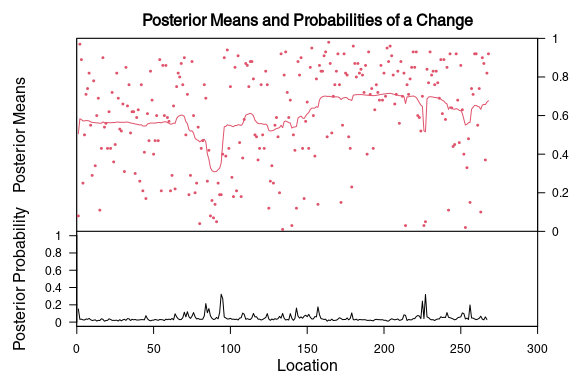 Posterior Means and Probabilities of a Change
Posterior Means
1
0.8
0.6
0.4
0.2
0
Posterior Probability
1
0.8
0.6
0.4
0.2
0
0 50 100 150 200 250 300
Location